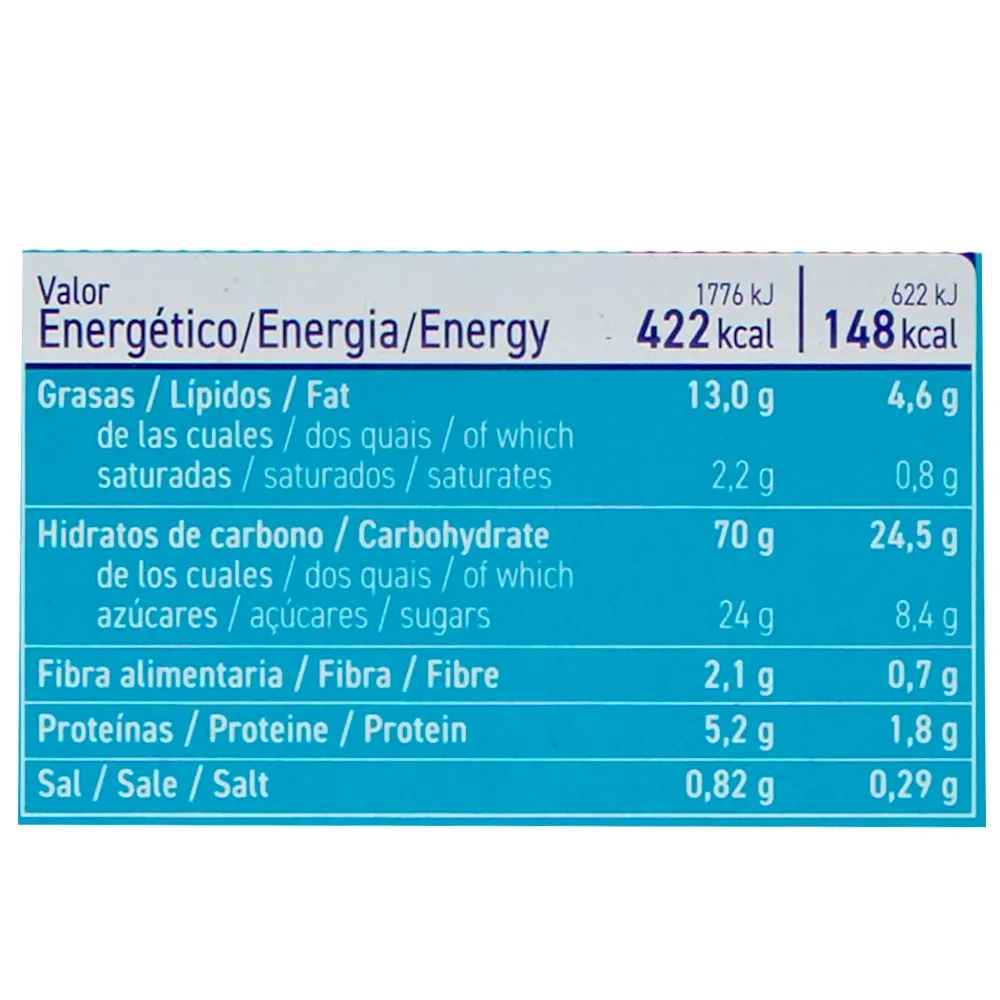 Valor 1776 kJ 622 kJ
Energético/Energia/Energy 422 kcal 148 kcal
Grasas / Lípidos / Fat 13,0 g 4,6 g
de las cuales / dos quais / of which
saturadas / saturados / saturates 2,2 g 0,8 g
Hidratos de carbono / Carbohydrate 70 g 24,5 g
de los cuales / dos quais / of which
azúcares / açúcares / sugars 24 g 8,4 g
Fibra alimentaria / Fibra / Fibre 2,1 g 0,7 g
Proteínas / Proteine / Protein 5,2 g 1,8 g
Sal / Sale / Salt 0,82 g 0,29 g